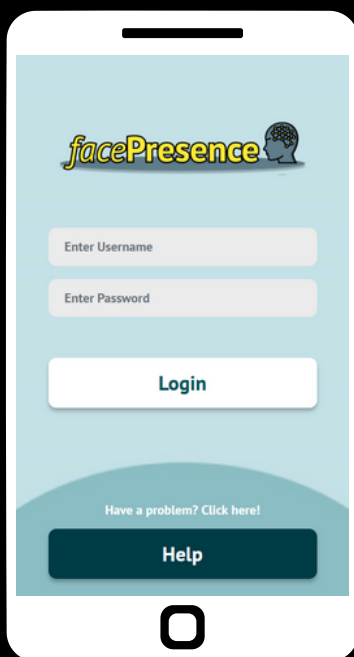 facePresence
Enter Username
Enter Password
Login
Have a problem? Click here!
Help